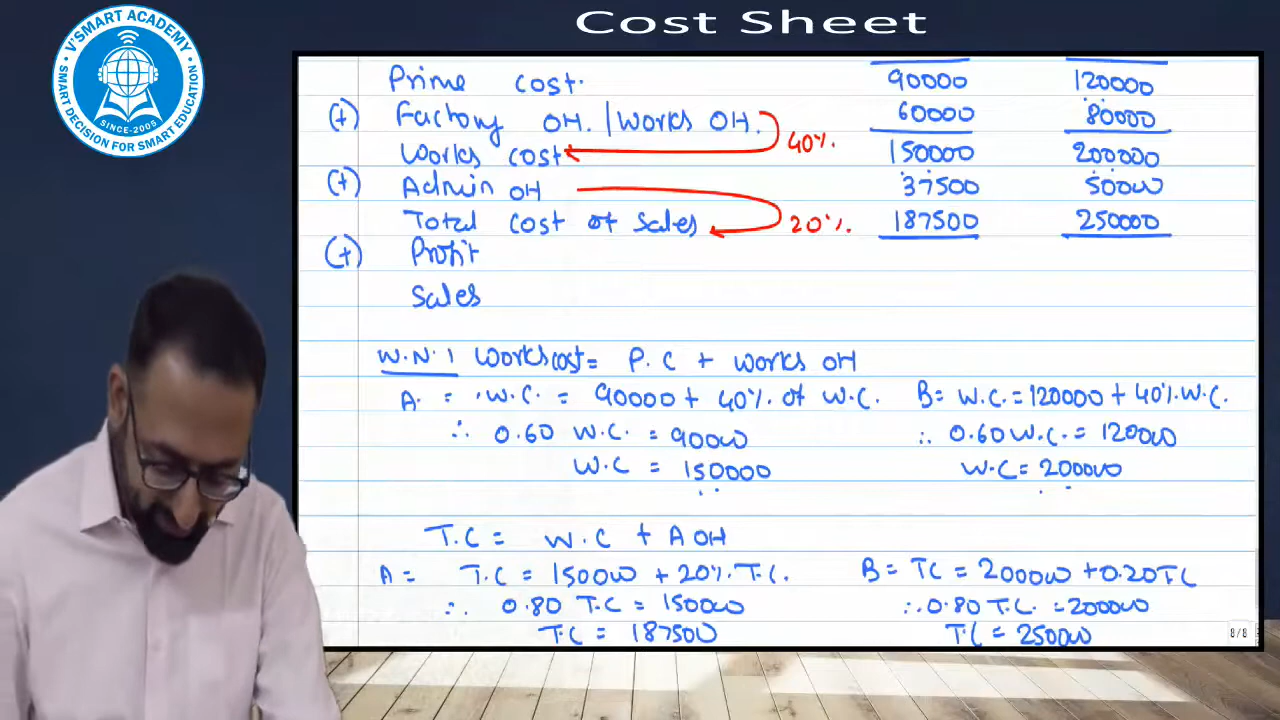 Cost Sheet
V'SMART ACADEMY
SINCE-2005
SMART DECISION FOR SMART EDUCATION
Prime cost. 90000 120000
(+) Factory OH. / Works OH. 40%. 60000 80000
Works cost 150000 200000
(+) Admin OH 37500 50000
Total cost of sales 20%. 187500 250000
(+) Profit
Sales
W.N.1 Works cost = P.C + works OH
A. = W.C. = 90000 + 40% of W.C. B = W.C. = 120000 + 40% W.C.
∴ 0.60 W.C. = 90000 ∴ 0.60 W.C. = 120000
W.C = 150000 W.C = 200000
T.C = W.C + A OH
A = T.C = 150000 + 20% T.C. B = TC = 200000 + 0.20 TC
∴ 0.80 T.C = 150000 ∴ 0.80 T.C. = 200000
T.C = 187500 T.C = 250000
8/8